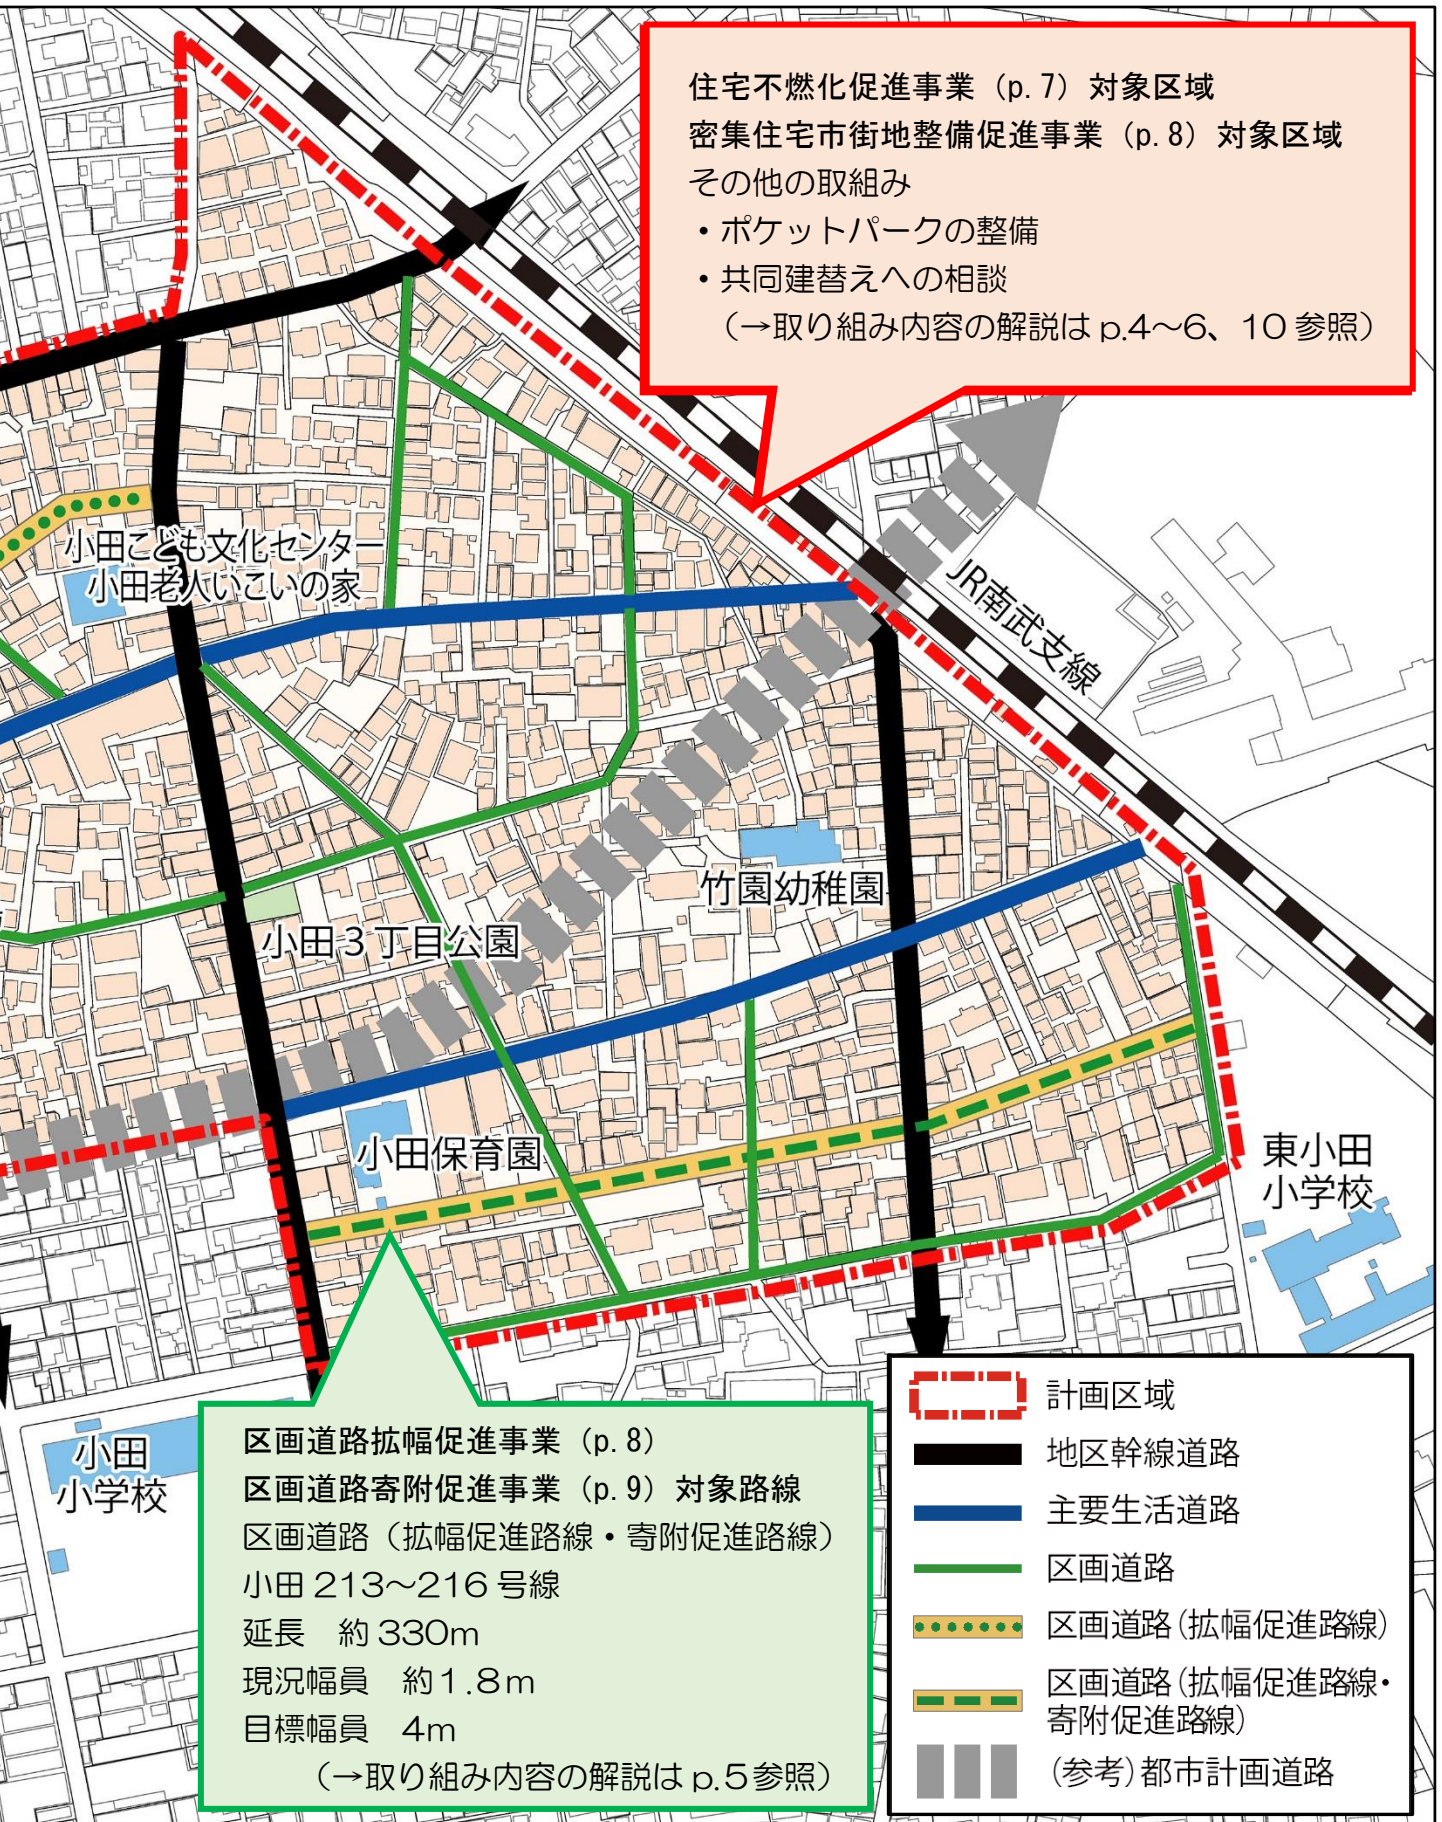 住宅不燃化促進事業（p.7）対象区域
密集住宅市街地整備促進事業（p.8）対象区域
その他の取組み
・ポケットパークの整備
・共同建替えへの相談
（→取り組み内容の解説は p.4～6、10 参照）
小田こども文化センター
小田老人いこいの家
JR南武支線
竹園幼稚園
小田３丁目公園
小田保育園
東小田
小学校
小田
小学校
区画道路拡幅促進事業（p.8）
区画道路寄附促進事業（p.9）対象路線
区画道路（拡幅促進路線・寄附促進路線）
小田 213～216 号線
延長　約 330m
現況幅員　約 1.8m
目標幅員　4m
（→取り組み内容の解説は p.5 参照）
計画区域
地区幹線道路
主要生活道路
区画道路
区画道路（拡幅促進路線）
区画道路（拡幅促進路線・
寄附促進路線）
（参考）都市計画道路